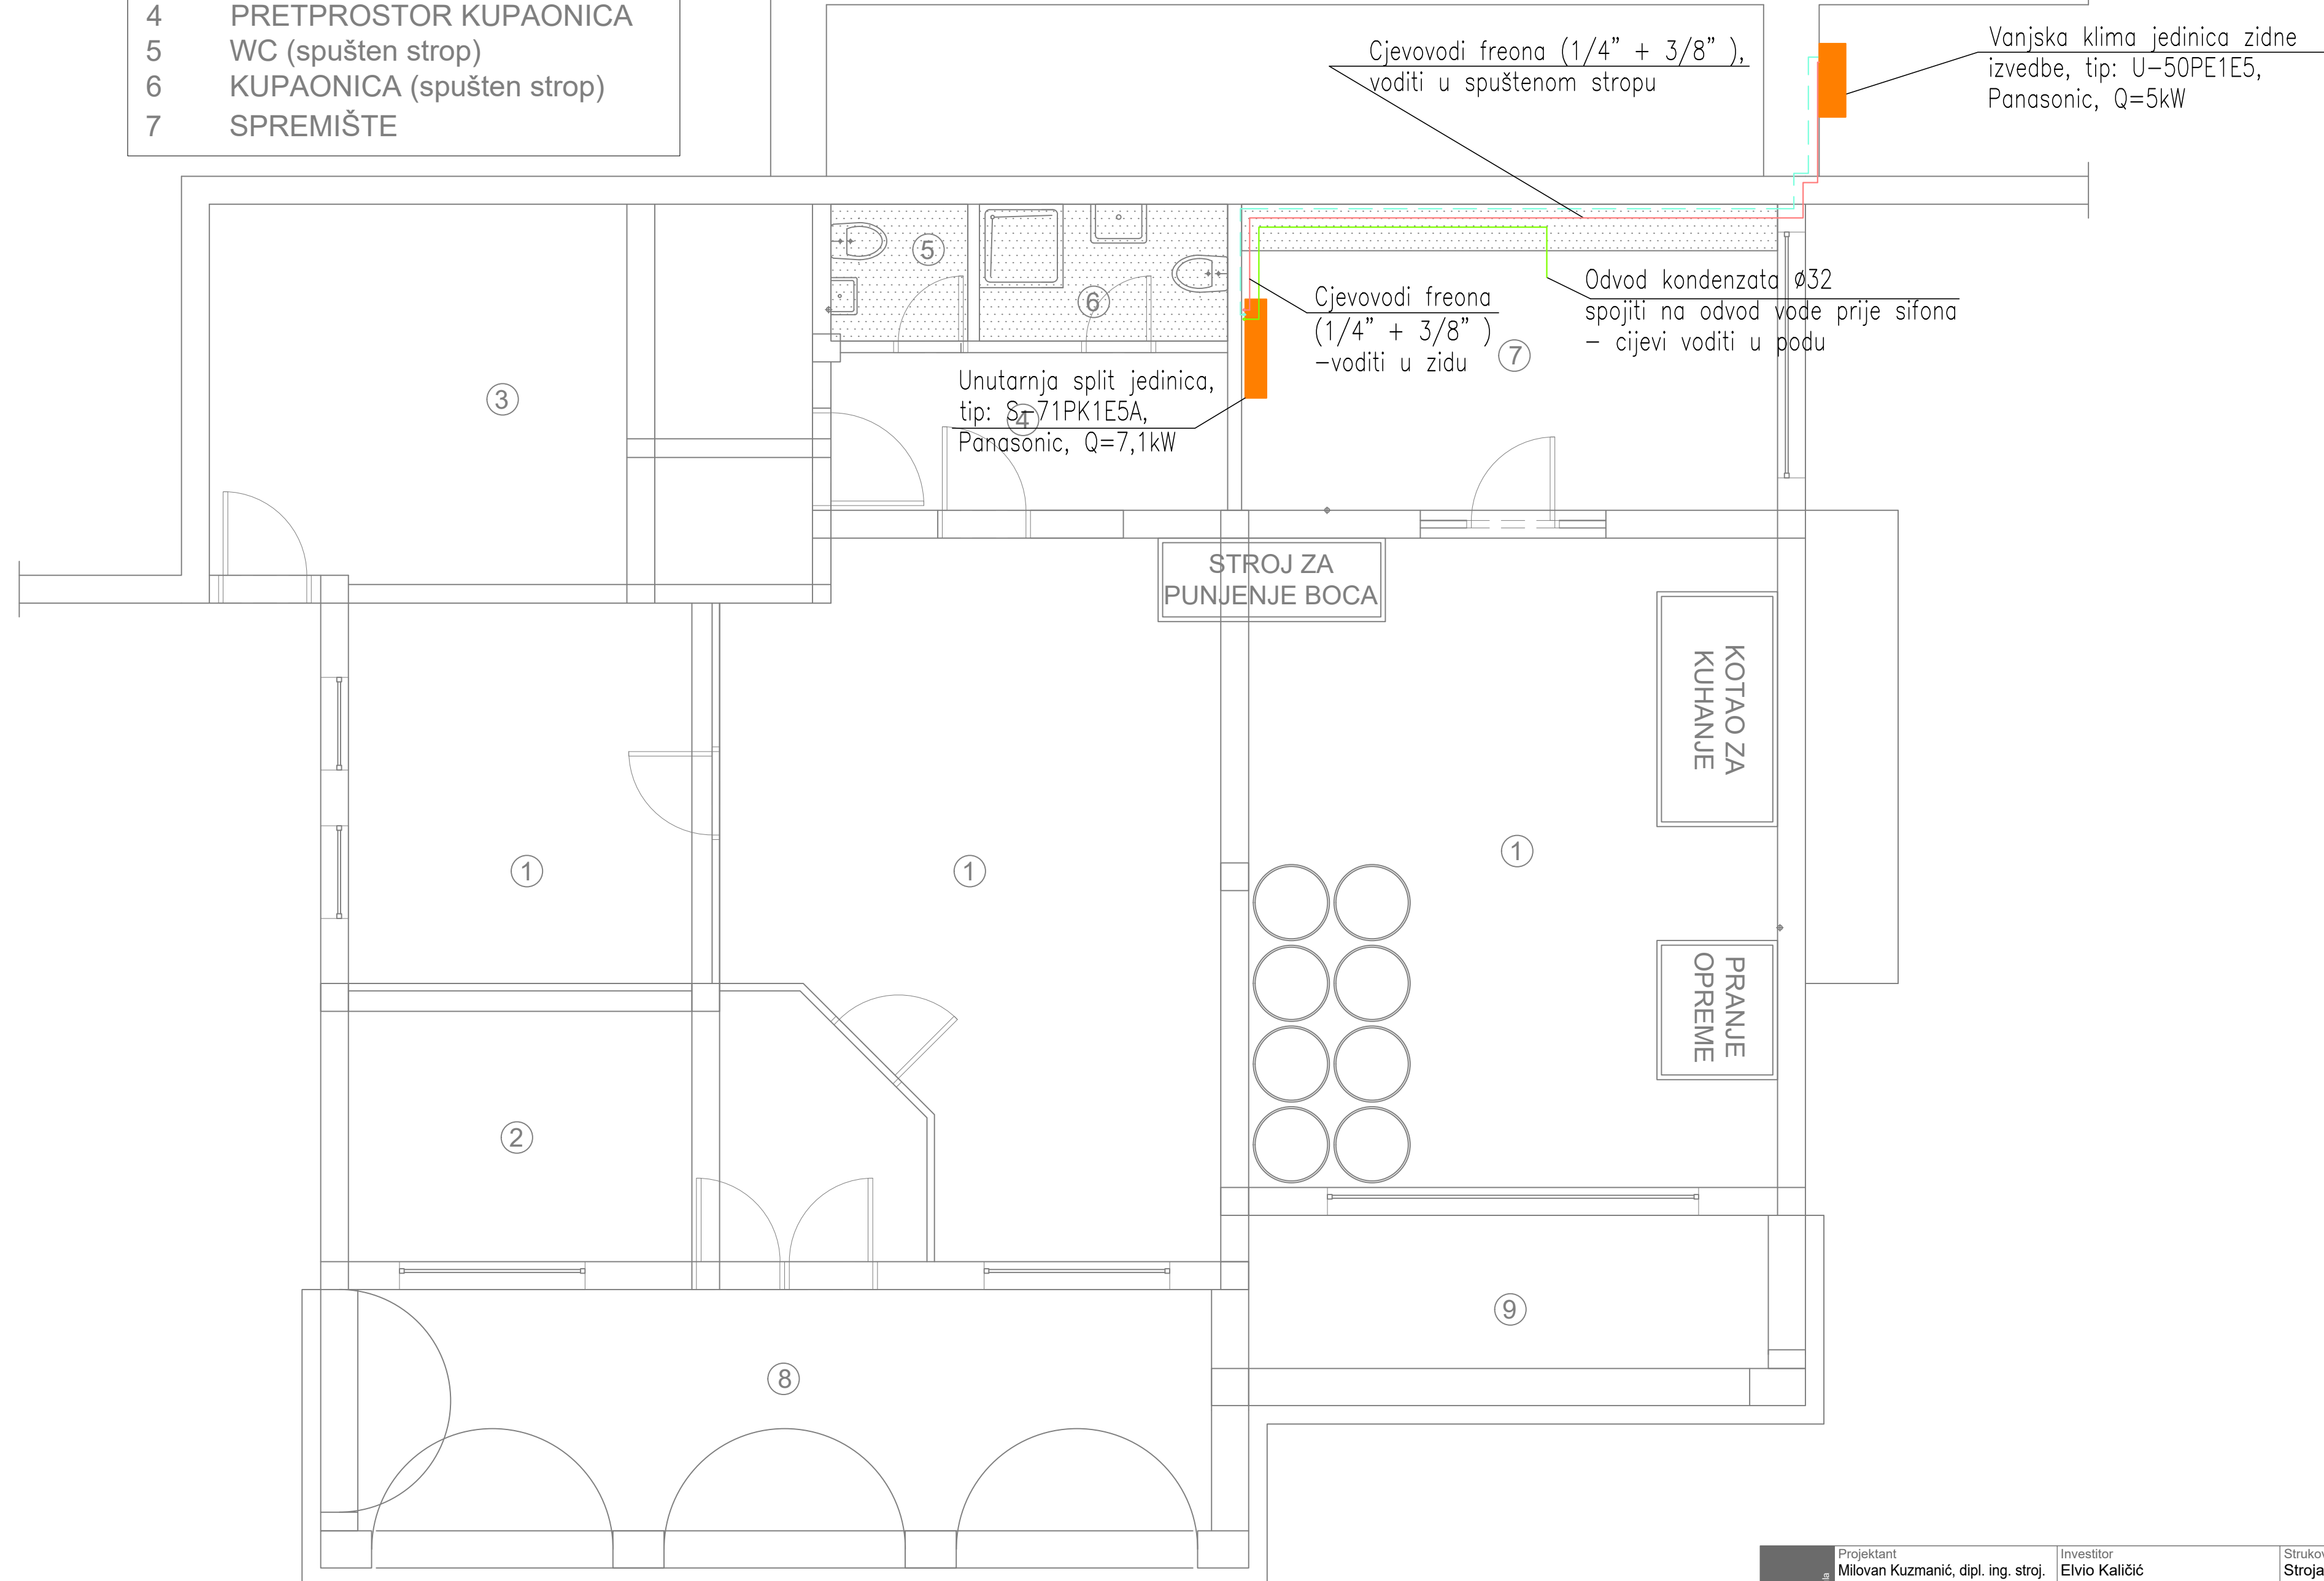 4 PRETPROSTOR KUPAONICA
5 WC (spušten strop)
6 KUPAONICA (spušten strop)
7 SPREMIŠTE
Cjevovodi freona (1/4” + 3/8” ),
voditi u spuštenom stropu
Vanjska klima jedinica zidne
izvedbe, tip: U-50PE1E5,
Panasonic, Q=5kW
5
6
Cjevovodi freona
(1/4” + 3/8” )
-voditi u zidu
Odvod kondenzata ø32
spojiti na odvod vode prije sifona
- cijevi voditi u podu
7
3
Unutarnja split jedinica,
tip: S-71PK1E5A,
Panasonic, Q=7,1kW
4
STROJ ZA
PUNJENJE BOCA
KOTAO ZA
KUHANJE
1
1
1
PRANJE
OPREME
2
9
8
Projektant
Milovan Kuzmanić, dipl. ing. stroj.
Investitor
Elvio Kaličić